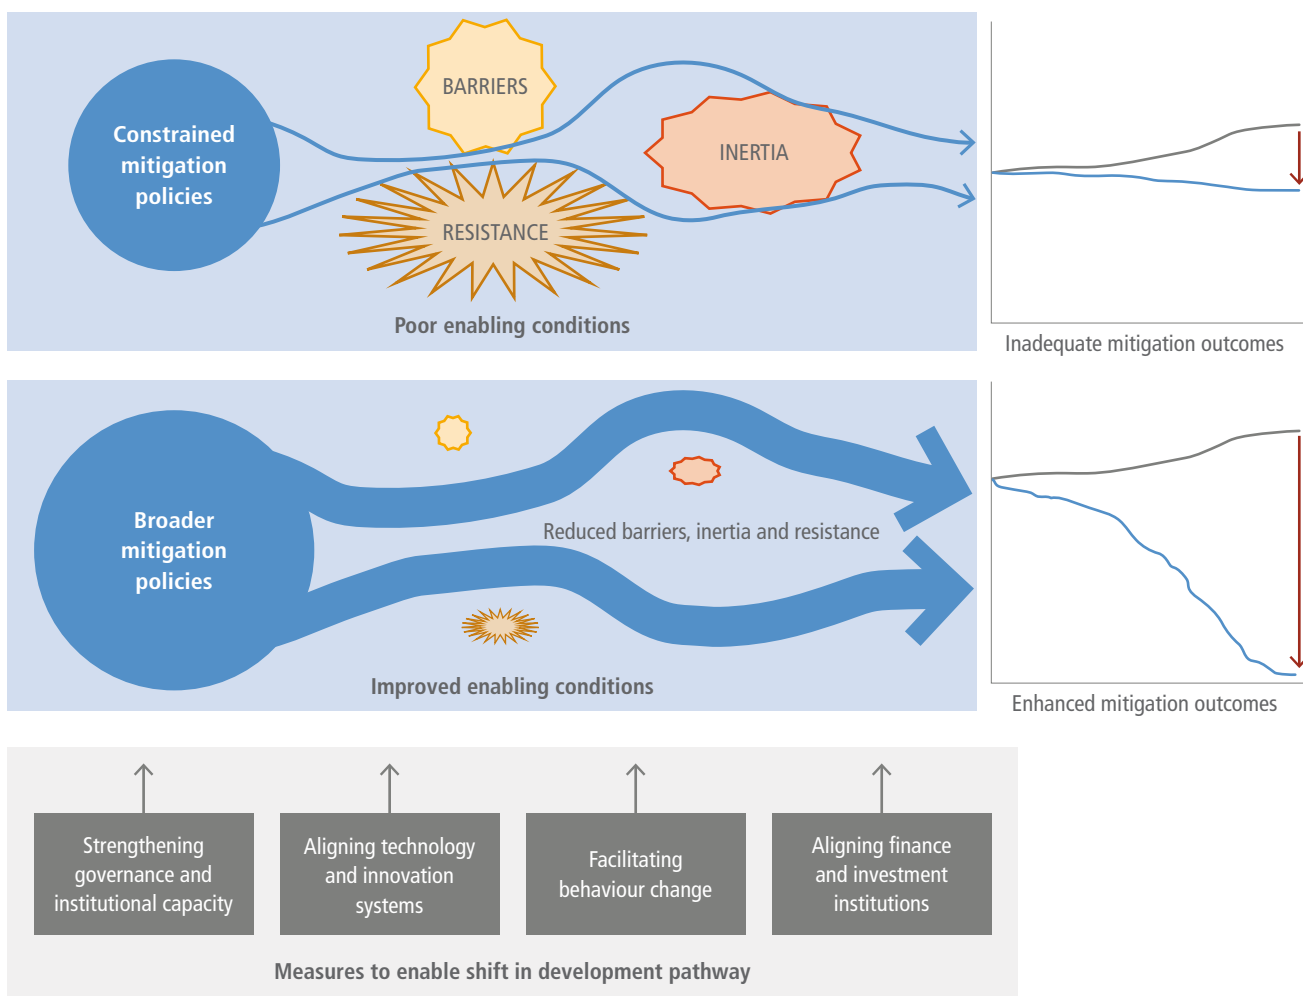 Constrained
mitigation
policies
BARRIERS
RESISTANCE
INERTIA
Poor enabling conditions
Inadequate mitigation outcomes
Broader
mitigation
policies
Reduced barriers, inertia and resistance
Improved enabling conditions
Enhanced mitigation outcomes
Strengthening
governance and
institutional capacity
Aligning technology
and innovation
systems
Facilitating
behaviour change
Aligning finance
and investment
institutions
Measures to enable shift in development pathway